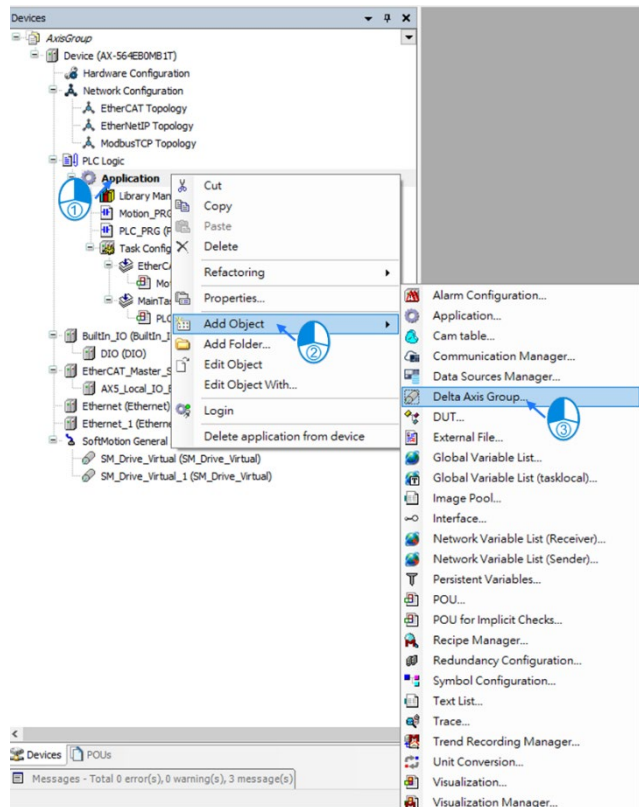 Devices
AxisGroup
Device (AX-564EB0MB1T)
Hardware Configuration
Network Configuration
EtherCAT Topology
EtherNetIP Topology
ModbusTCP Topology
PLC Logic
Application
①
Library Man
Motion_PRG
PLC_PRG (P
Task Config
EtherCA
Mo
MainTas
PLC
BuiltIn_IO (BuiltIn_I
DIO (DIO)
EtherCAT_Master_S
AX5_Local_IO_E
Ethernet (Ethernet)
Ethernet_1 (Etherne
SoftMotion General
SM_Drive_Virtual (SM_Drive_Virtual)
SM_Drive_Virtual_1 (SM_Drive_Virtual)
Cut
Copy
Paste
Delete
Refactoring
Properties...
Add Object
②
Add Folder...
Edit Object
Edit Object With...
Login
Delete application from device
Alarm Configuration...
Application...
Cam table...
Communication Manager...
Data Sources Manager...
Delta Axis Group...
③
DUT...
External File...
Global Variable List...
Global Variable List (tasklocal)...
Image Pool...
Interface...
Network Variable List (Receiver)...
Network Variable List (Sender)...
Persistent Variables...
POU...
POU for Implicit Checks...
Recipe Manager...
Redundancy Configuration...
Symbol Configuration...
Text List...
Trace...
Trend Recording Manager...
Unit Conversion...
Visualization...
Visualization Manager...
Devices
POUs
Messages - Total 0 error(s), 0 warning(s), 3 message(s)